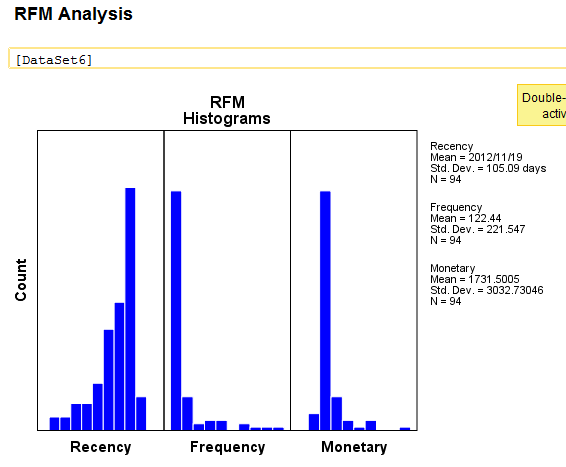 RFM Analysis
[DataSet6]
Double-
activ
RFM
Histograms
Recency
Mean = 2012/11/19
Std. Dev. = 105.09 days
N = 94
Frequency
Mean = 122.44
Std. Dev. = 221.547
N = 94
Monetary
Mean = 1731.5005
Std. Dev. = 3032.73046
N = 94
Count
Recency
Frequency
Monetary